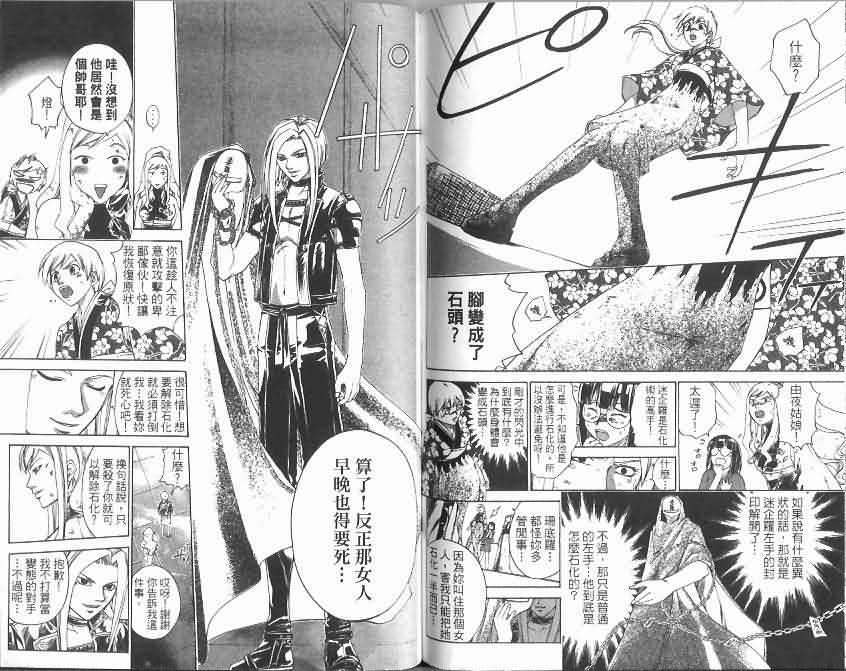 什麼？
腳變成了
石頭？
由夜姑娘！
太遲了！
迷企羅是石化
術的高手！
可是，不知道他是
怎麼進行石化的，所
以沒辦法避免呀！
剛才的閃光中
到底有什麼？
為什麼身體會
變成石頭…
什麼！
如果說有什麼異
狀的話，那就是
迷企羅左手的封
印解開了…
不過，那只是普通
的左手…他到底是
怎麼石化的？
珊底羅…
都怪妳多
管閒事…
因為妳叫住那個女
人，害我只能把她
石化一半而已…
算了！反正那女人
早晚也得要死…
哇！沒想到
他居然會是
個帥哥耶！
燈！
…
你這趁人不注
意就攻擊的卑
鄙傢伙！快讓
我恢復原狀！
很可惜！想
要解除石化
就必須打倒
我…我看妳
就死心吧！
什麼？
換句話說，只
要殺了你就可
以解除石化？
哎呀！謝謝
你告訴我這
件事。
抱歉！
我不打算當
變態的對手
…不過呢…